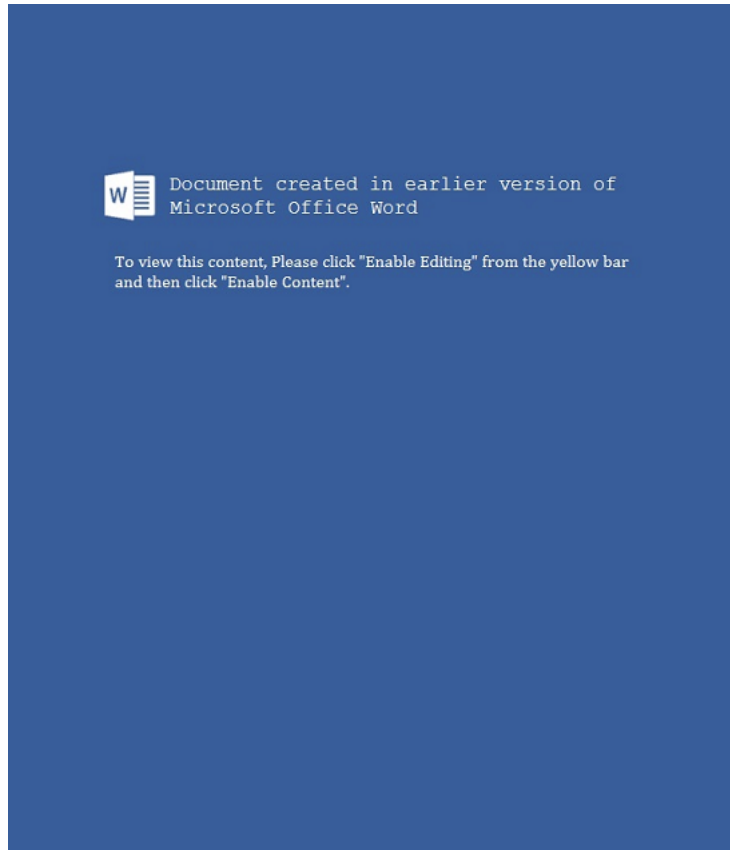 W
Document created in earlier version of
Microsoft Office Word
To view this content, Please click "Enable Editing" from the yellow bar
and then click "Enable Content".